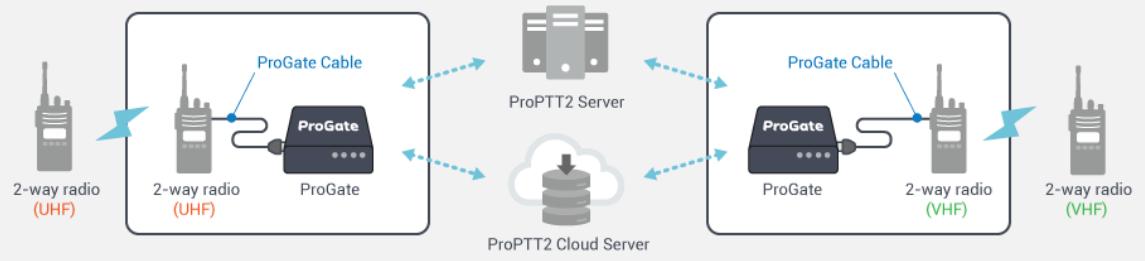 ProGate Cable
ProGate
2-way radio
(UHF)
2-way radio
(UHF)
ProGate
ProPTT2 Server
ProPTT2 Cloud Server
ProGate Cable
ProGate
ProGate
2-way radio
(VHF)
2-way radio
(VHF)